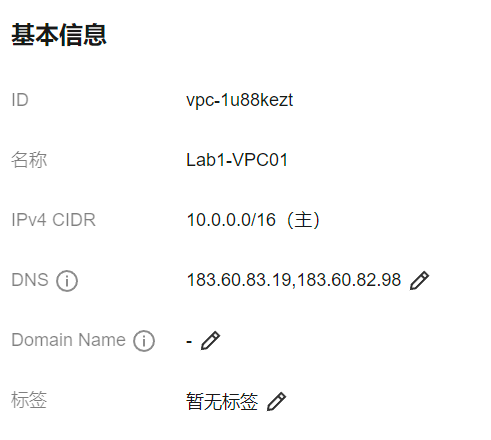 基本信息
ID vpc-1u88kezt
名称 Lab1-VPC01
IPv4 CIDR 10.0.0.0/16（主）
DNS 183.60.83.19,183.60.82.98
Domain Name -
标签 暂无标签